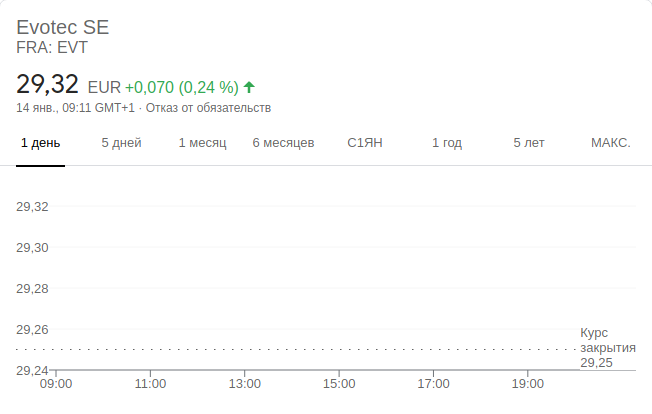 Evotec SE
FRA: EVT
29,32 EUR +0,070 (0,24 %)
14 янв., 09:11 GMT+1 · Отказ от обязательств
1 день 5 дней 1 месяц 6 месяцев С1ЯН 1 год 5 лет МАКС.
29,32
29,30
29,28
29,26
Курс
закрытия
29,25
29,24
09:00 11:00 13:00 15:00 17:00 19:00